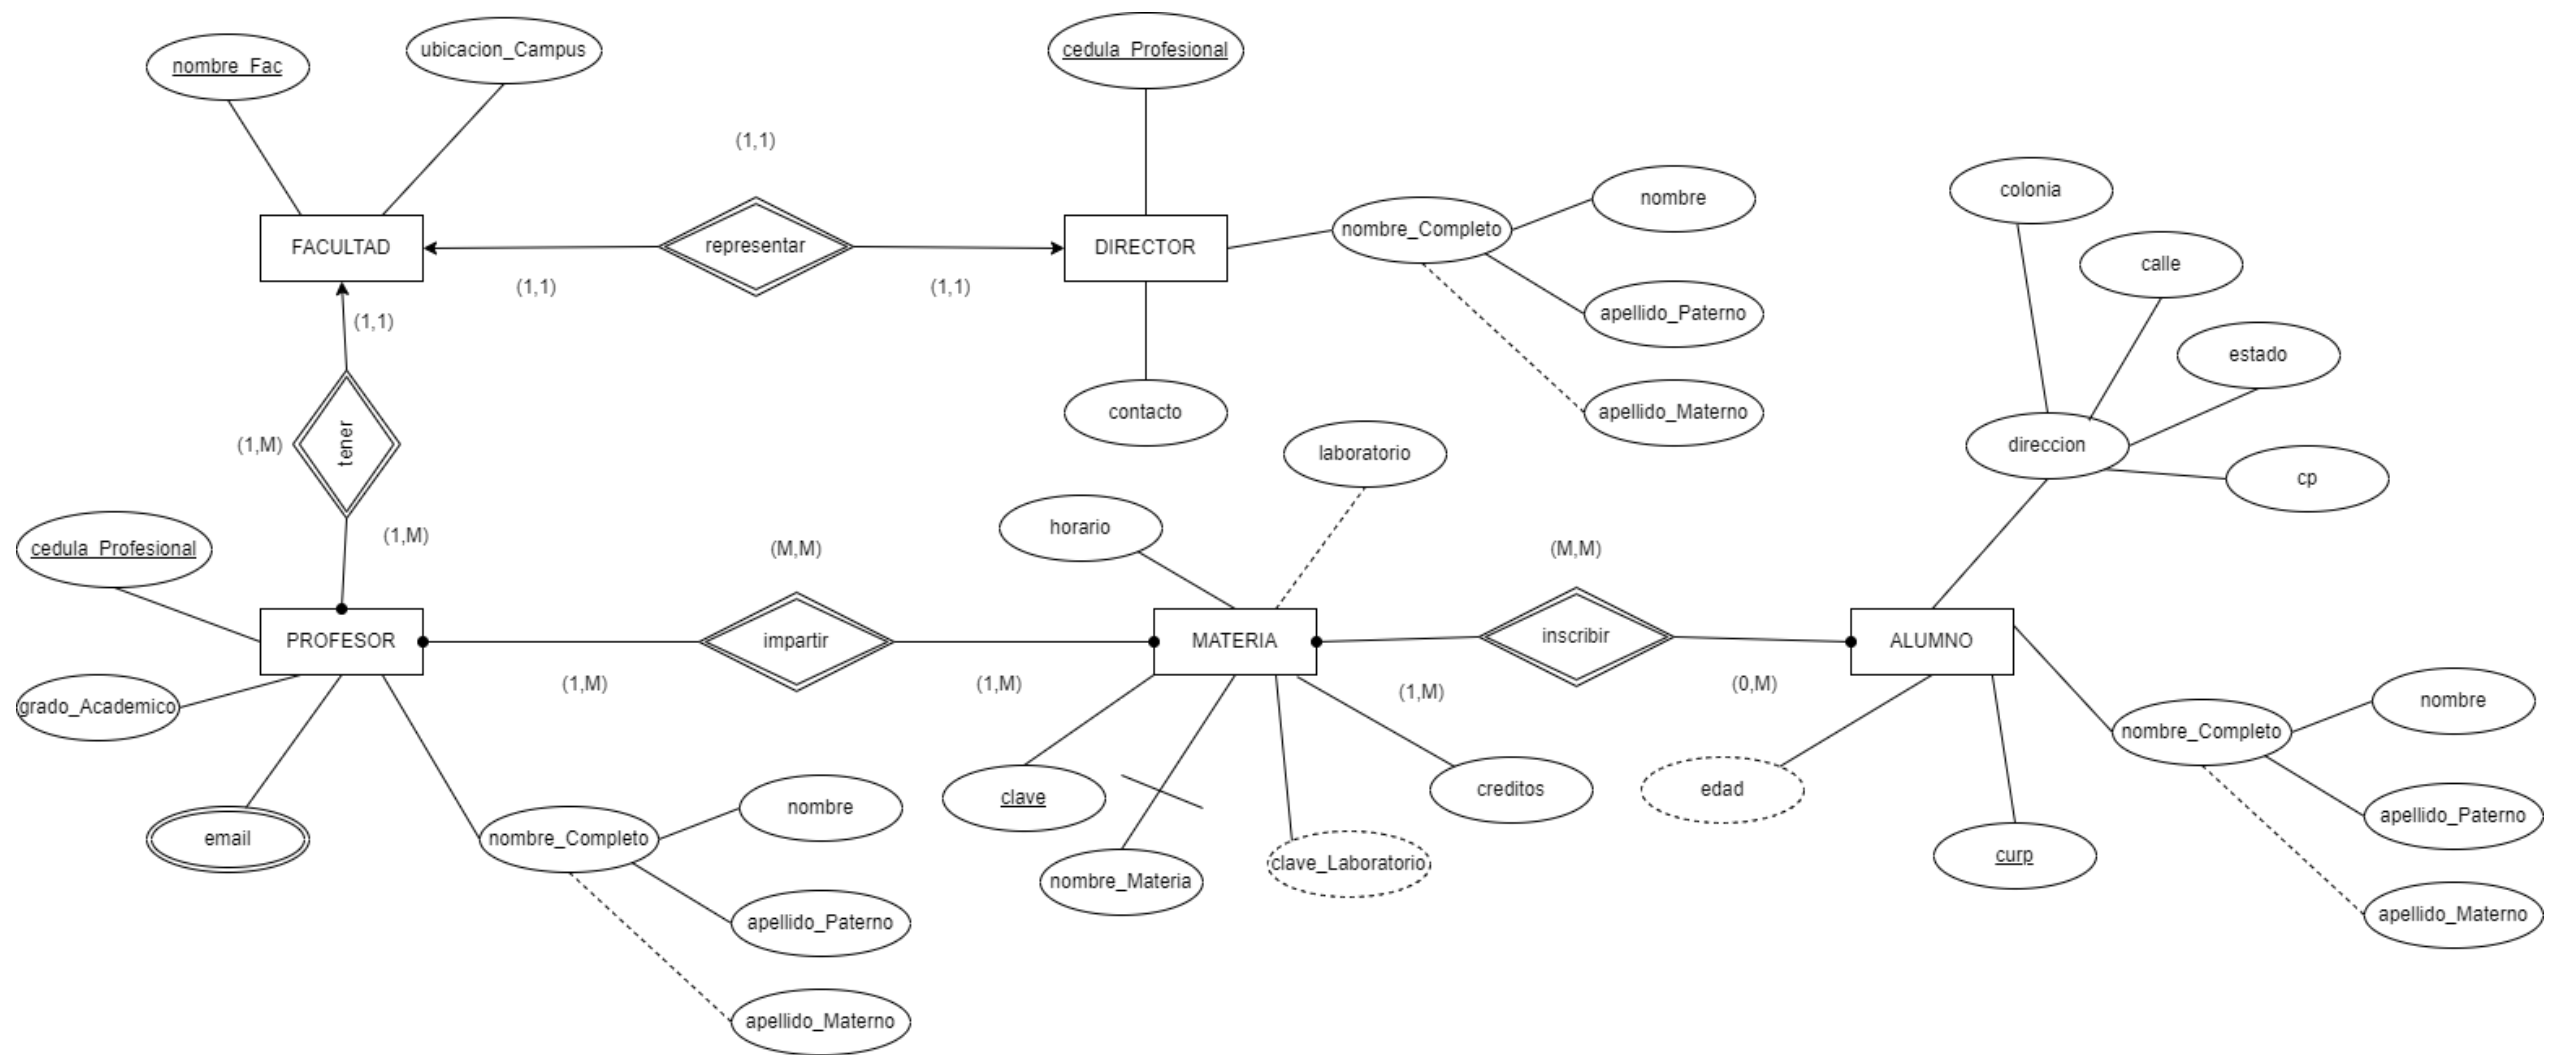 nombre_Fac
ubicacion_Campus
cedula_Profesional
(1,1)
FACULTAD
representar
DIRECTOR
(1,1)
(1,1)
nombre_Completo
nombre
apellido_Paterno
apellido_Materno
contacto
colonia
calle
estado
direccion
cp
(1,1)
(1,M)
tener
(1,M)
laboratorio
horario
cedula_Profesional
(M,M)
(M,M)
PROFESOR
impartir
MATERIA
inscribir
ALUMNO
(1,M)
(1,M)
(1,M)
(0,M)
grado_Academico
email
nombre_Completo
nombre
apellido_Paterno
apellido_Materno
clave
nombre_Materia
clave_Laboratorio
creditos
edad
curp
nombre_Completo
nombre
apellido_Paterno
apellido_Materno